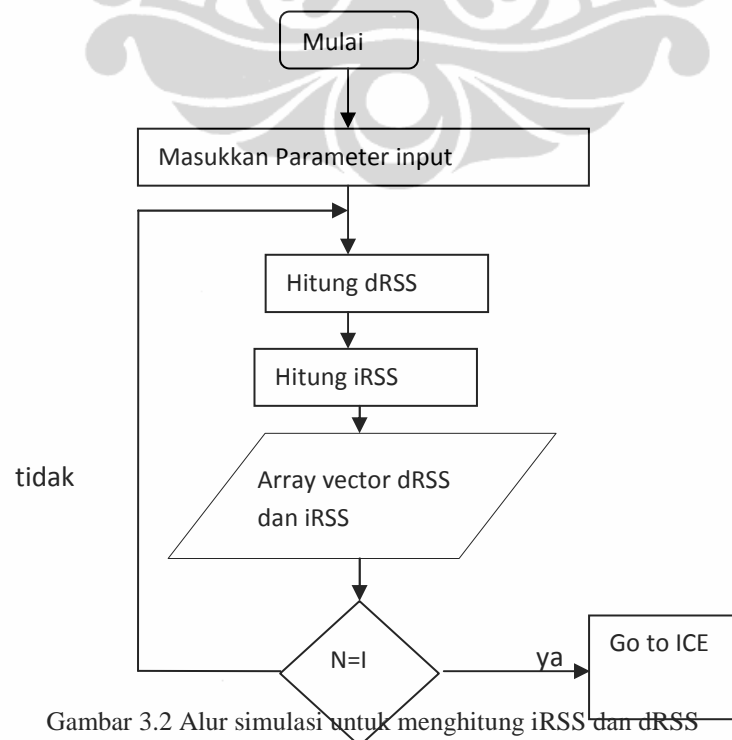 Mulai
Masukkan Parameter input
Hitung dRSS
Hitung iRSS
Array vector dRSS
dan iRSS
tidak
N=I
ya
Go to ICE
Gambar 3.2 Alur simulasi untuk menghitung iRSS dan dRSS